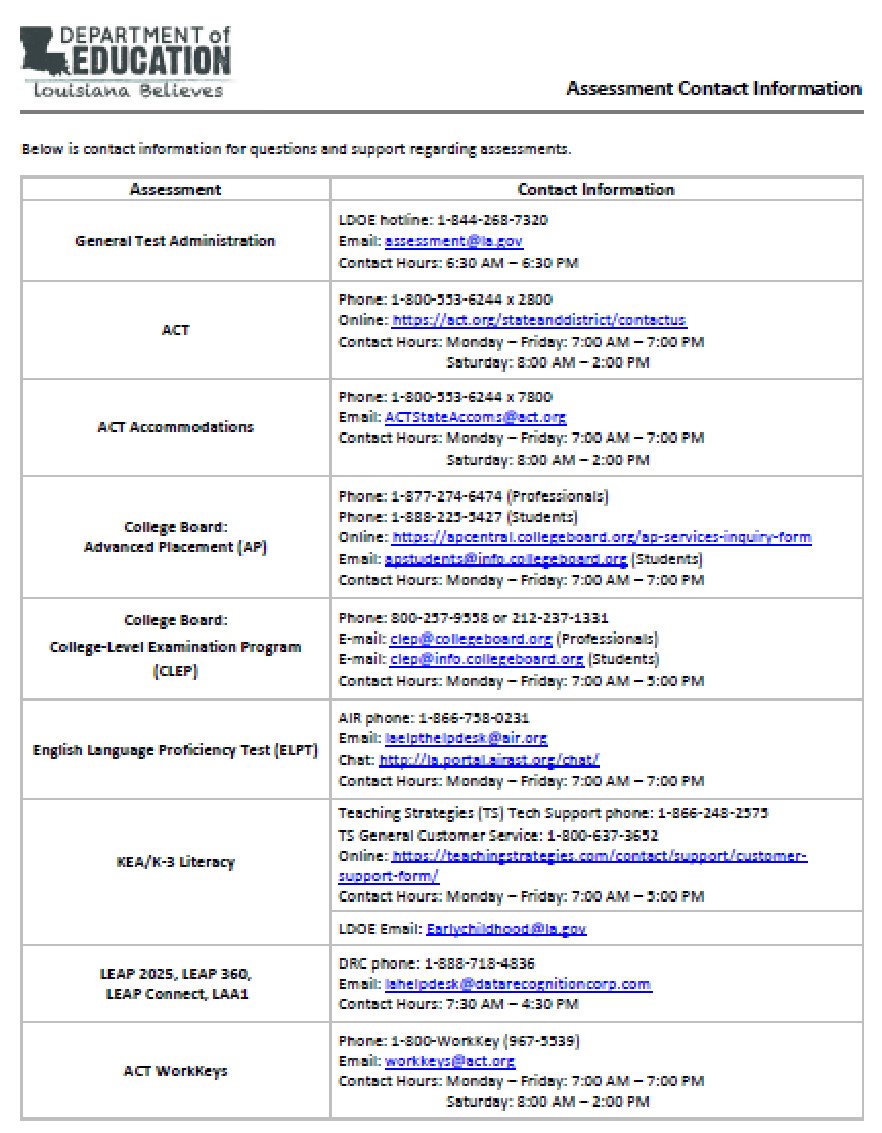 DEPARTMENT of
EDUCATION
Louisiana Believes
Assessment Contact Information
Below is contact information for questions and support regarding assessments.
Assessment
Contact Information
General Test Administration
LDOE hotline: 1-844-268-7320
Email: assessment@la.gov
Contact Hours: 6:30 AM – 6:30 PM
ACT
Phone: 1-800-553-6244 x 2800
Online: https://act.org/stateanddistrict/contactus
Contact Hours: Monday – Friday: 7:00 AM – 7:00 PM
Saturday: 8:00 AM – 2:00 PM
ACT Accommodations
Phone: 1-800-553-6244 x 7800
Email: ACTStateAccoms@act.org
Contact Hours: Monday – Friday: 7:00 AM – 7:00 PM
Saturday: 8:00 AM – 2:00 PM
College Board:
Advanced Placement (AP)
Phone: 1-877-274-6474 (Professionals)
Phone: 1-888-225-5427 (Students)
Online: https://apcentral.collegeboard.org/ap-services-inquiry-form
Email: apstudents@info.collegeboard.org (Students)
Contact Hours: Monday – Friday: 7:00 AM – 7:00 PM
College Board:
College-Level Examination Program
(CLEP)
Phone: 800-257-9558 or 212-237-1331
E-mail: clep@collegeboard.org (Professionals)
E-mail: clep@info.collegeboard.org (Students)
Contact Hours: Monday – Friday: 7:00 AM – 5:00 PM
English Language Proficiency Test (ELPT)
AIR phone: 1-866-758-0231
Email: laelpthelpdesk@air.org
Chat: http://la.portal.airast.org/chat/
Contact Hours: Monday – Friday: 7:00 AM – 7:00 PM
KEA/K-3 Literacy
Teaching Strategies (TS) Tech Support phone: 1-866-248-2575
TS General Customer Service: 1-800-637-3652
Online: https://teachingstrategies.com/contact/support/customer-
support-form/
Contact Hours: Monday – Friday: 7:00 AM – 5:00 PM
LDOE Email: Earlychildhood@la.gov
LEAP 2025, LEAP 360,
LEAP Connect, LAA1
DRC phone: 1-888-718-4836
Email: lahelpdesk@datarecognitioncorp.com
Contact Hours: 7:30 AM – 4:30 PM
ACT WorkKeys
Phone: 1-800-WorkKey (967-5539)
Email: workkeys@act.org
Contact Hours: Monday – Friday: 7:00 AM – 7:00 PM
Saturday: 8:00 AM – 2:00 PM